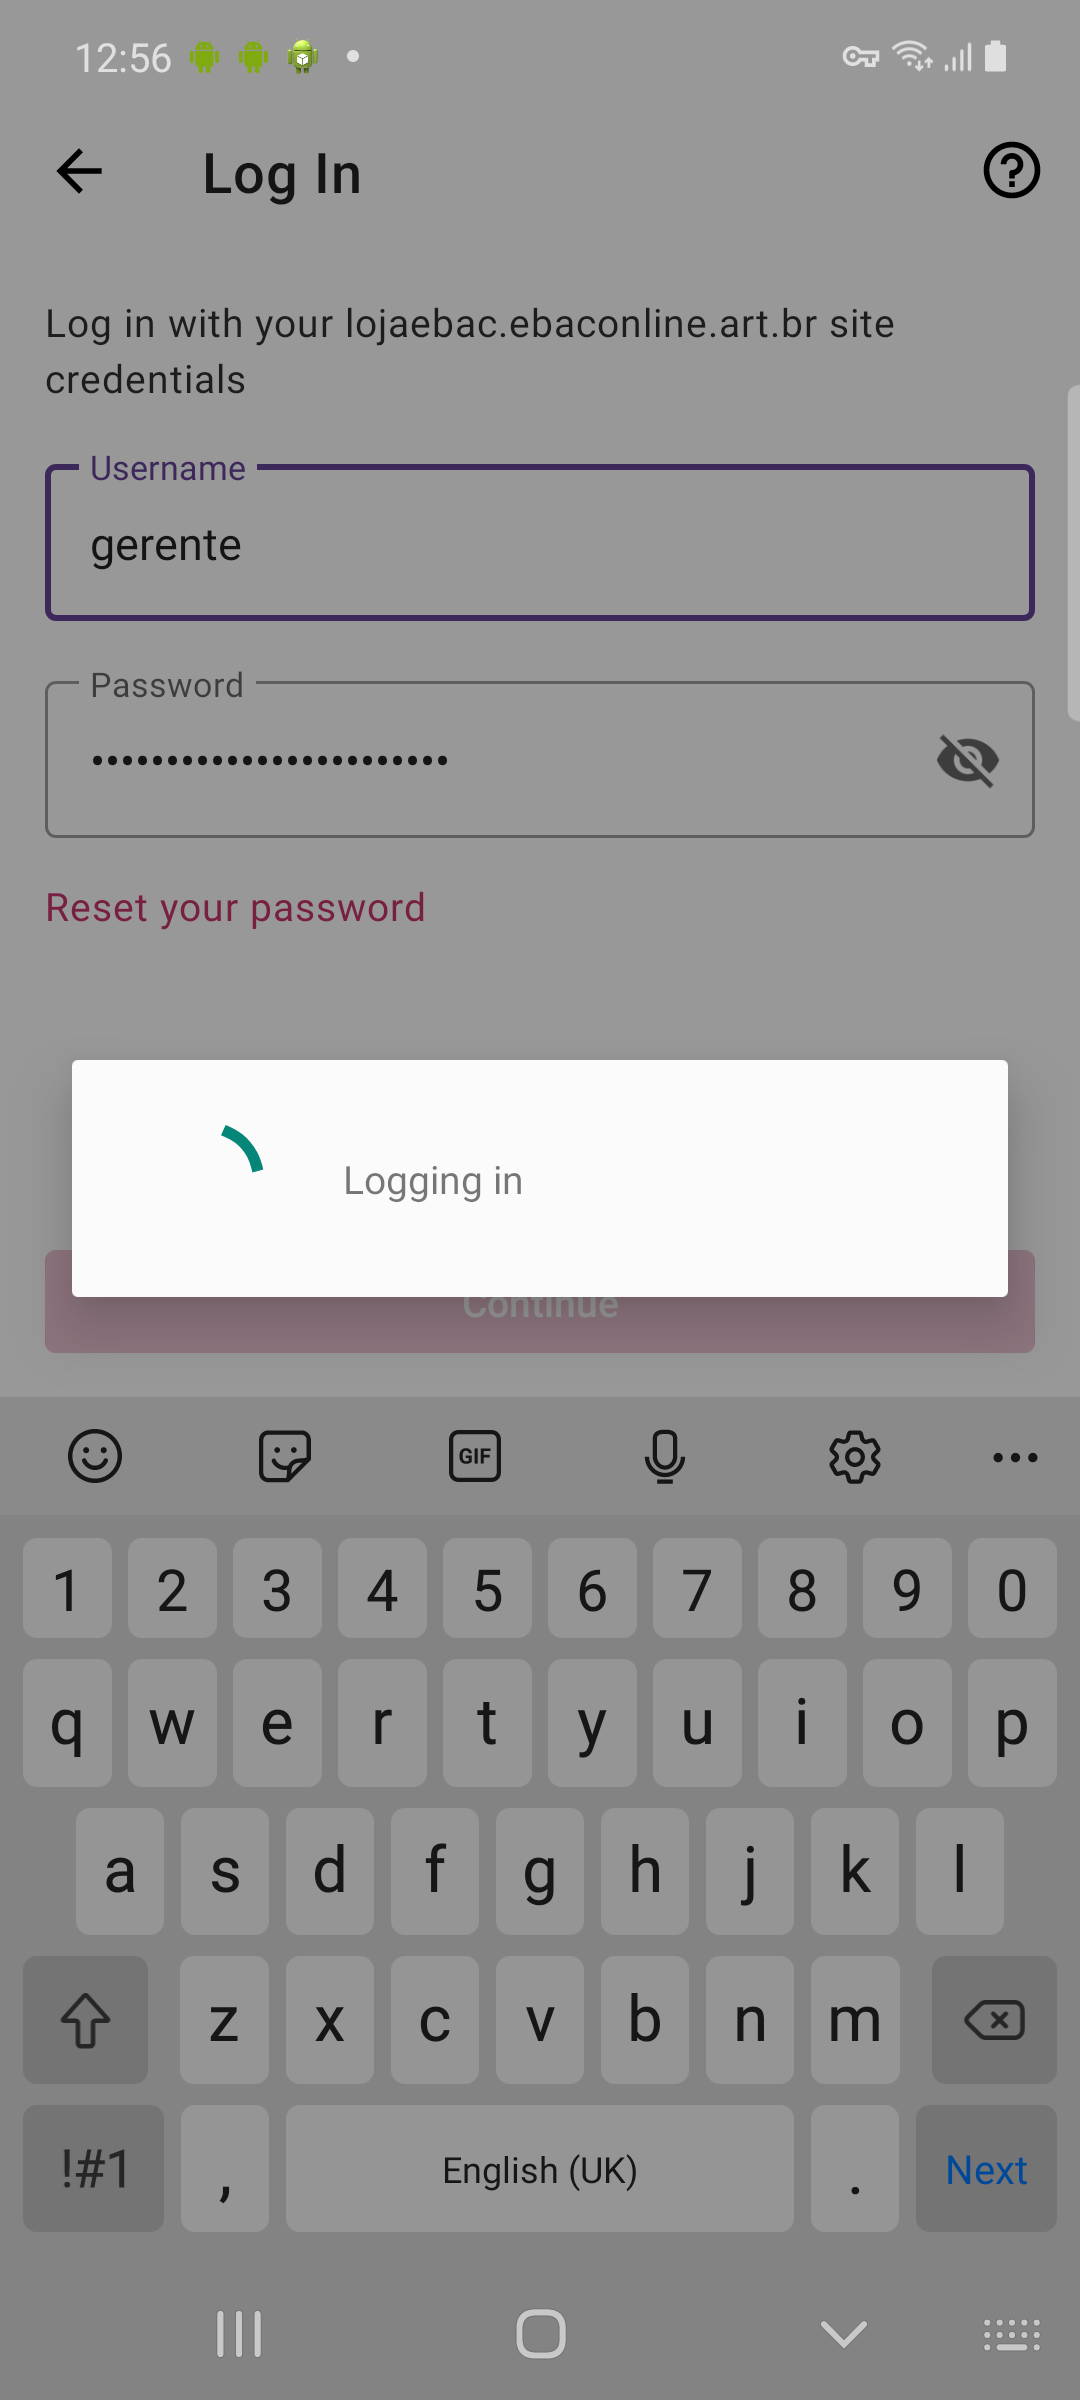 12:56
Log In
Log in with your lojaebac.ebaconline.art.br site
credentials
Username
gerente
Password
••••••••••••••••••••••••
Reset your password
Logging in
Continue
GIF
1 2 3 4 5 6 7 8 9 0
q w e r t y u i o p
a s d f g h j k l
z x c v b n m
!#1 , English (UK) . Next